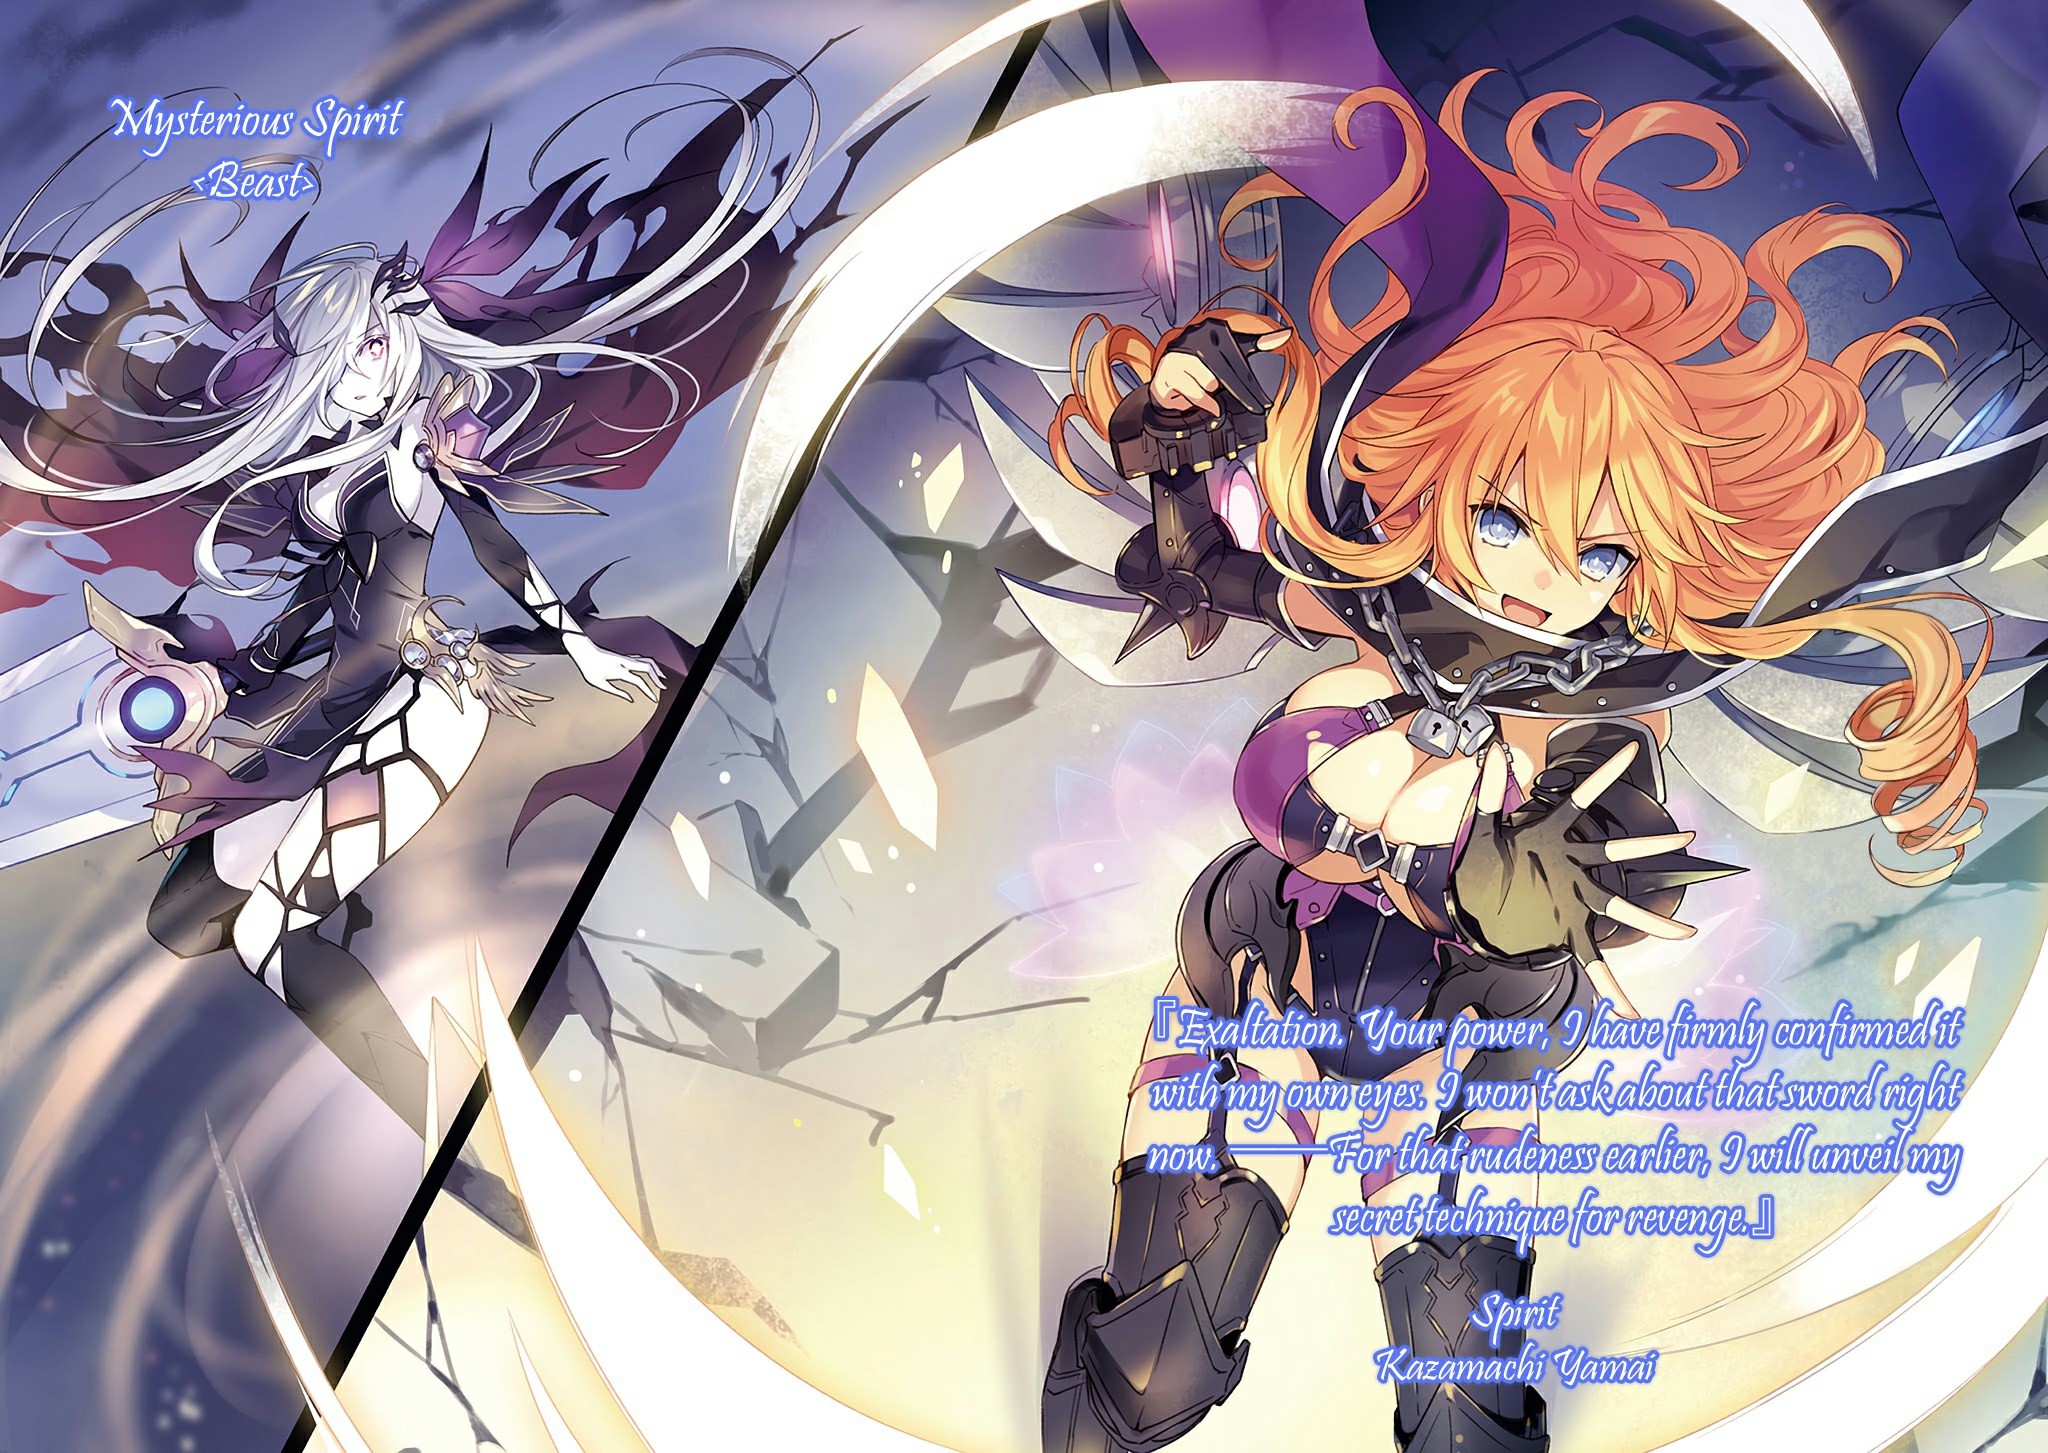 Mysterious Spirit
<Beast>
『Exaltation. Your power, I have firmly confirmed it
with my own eyes. I won't ask about that sword right
now. ───For that rudeness earlier, I will unveil my
secret technique for revenge.』
Spirit
Kazamachi Yamai